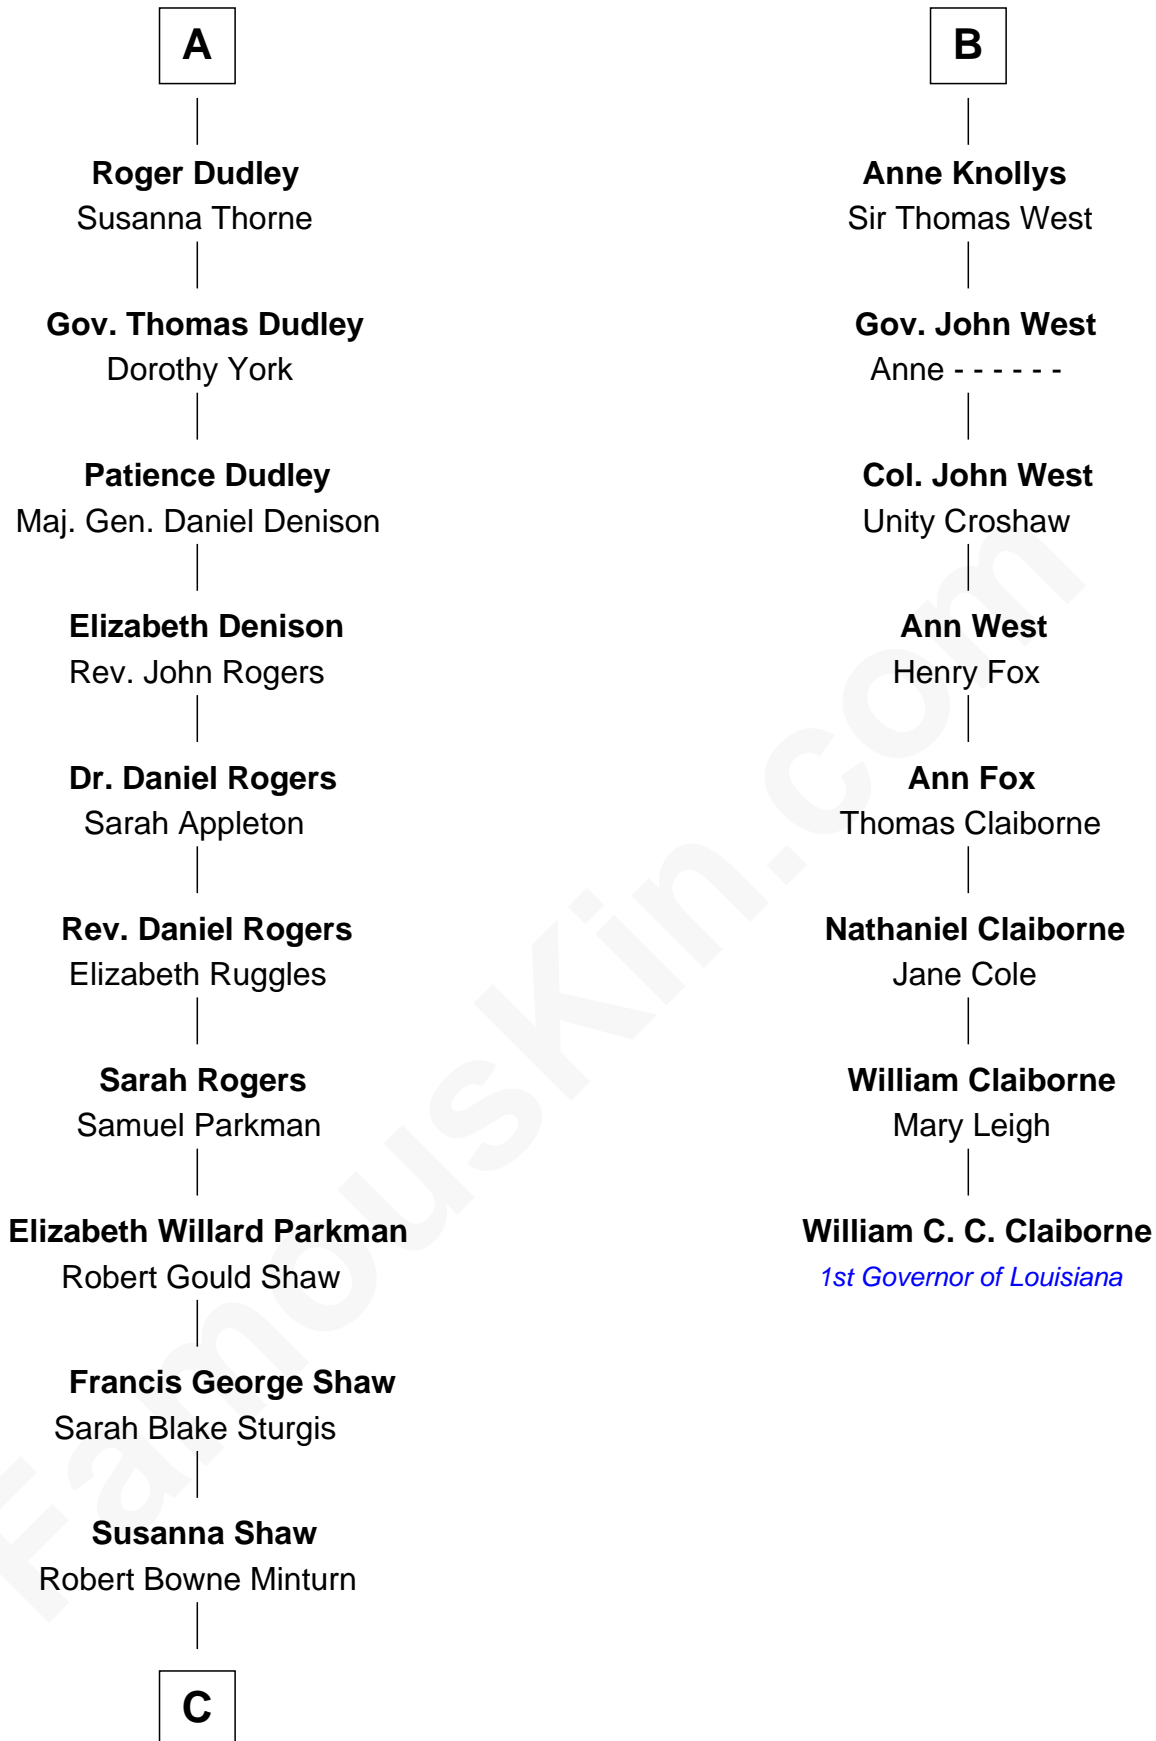 A
Roger Dudley
Susanna Thorne
Gov. Thomas Dudley
Dorothy York
Patience Dudley
Maj. Gen. Daniel Denison
Elizabeth Denison
Rev. John Rogers
Dr. Daniel Rogers
Sarah Appleton
Rev. Daniel Rogers
Elizabeth Ruggles
Sarah Rogers
Samuel Parkman
Elizabeth Willard Parkman
Robert Gould Shaw
Francis George Shaw
Sarah Blake Sturgis
Susanna Shaw
Robert Bowne Minturn
C
B
Anne Knollys
Sir Thomas West
Gov. John West
Anne - - - - - -
Col. John West
Unity Croshaw
Ann West
Henry Fox
Ann Fox
Thomas Claiborne
Nathaniel Claiborne
Jane Cole
William Claiborne
Mary Leigh
William C. C. Claiborne
1st Governor of Louisiana
FamousKin.com